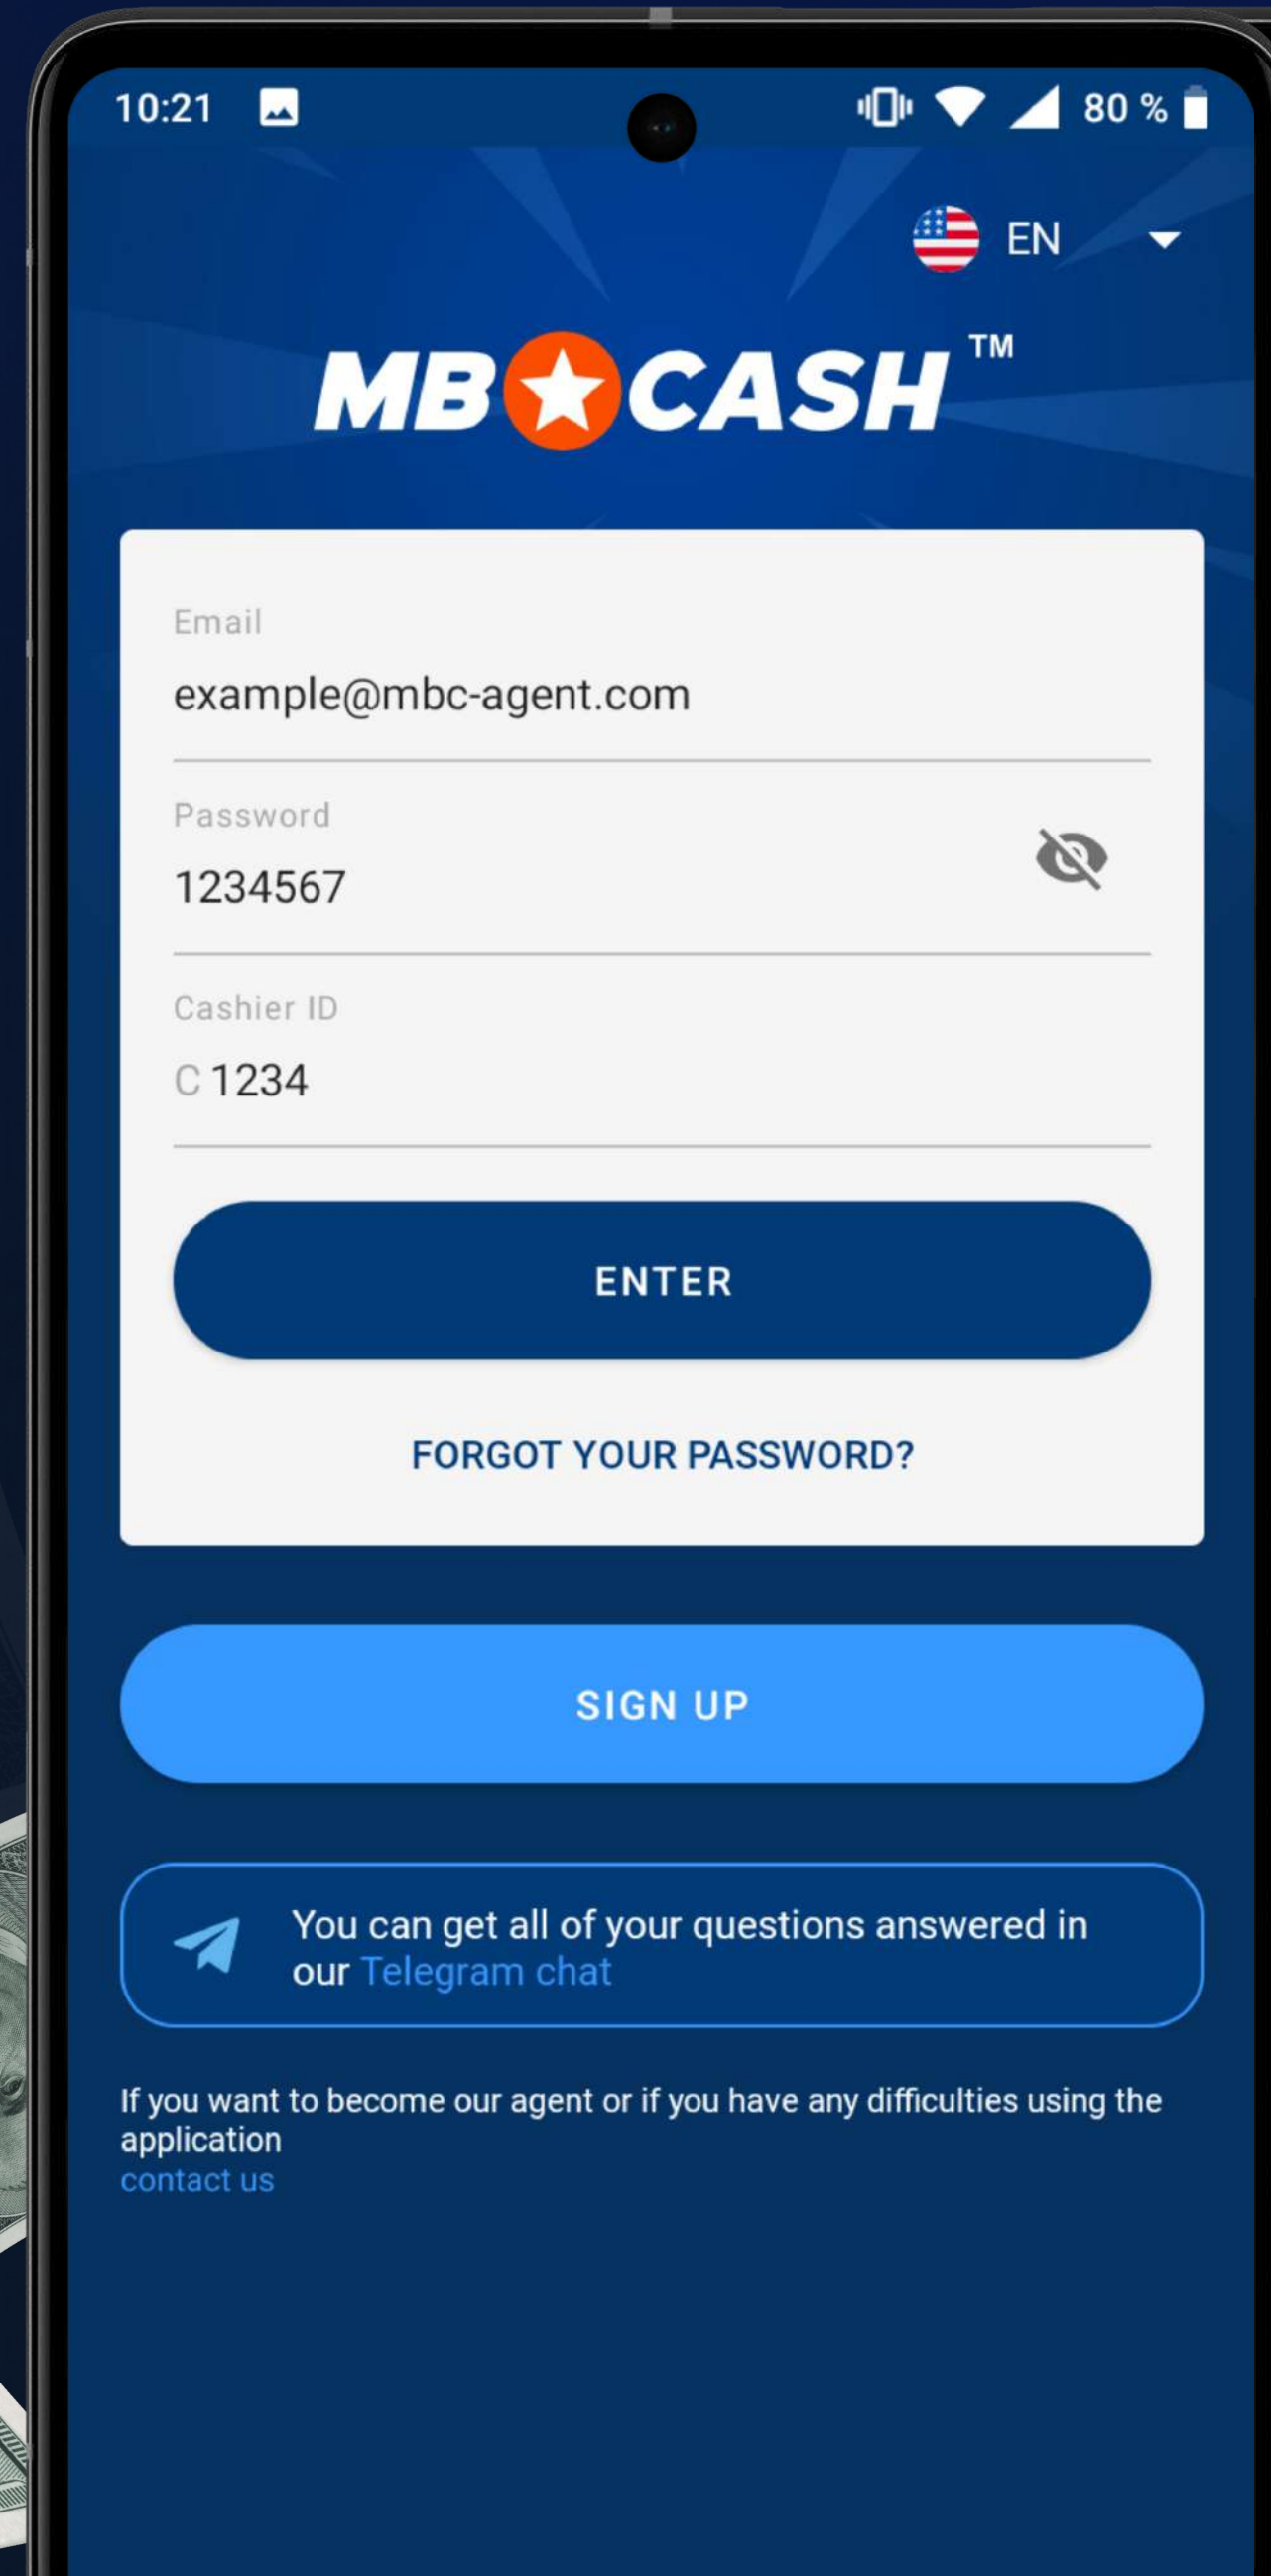 10:21
80 %
EN
MB CASH ™
Email
example@mbc-agent.com
Password
1234567
Cashier ID
C 1234
ENTER
FORGOT YOUR PASSWORD?
SIGN UP
You can get all of your questions answered in
our Telegram chat
If you want to become our agent or if you have any difficulties using the
application
contact us